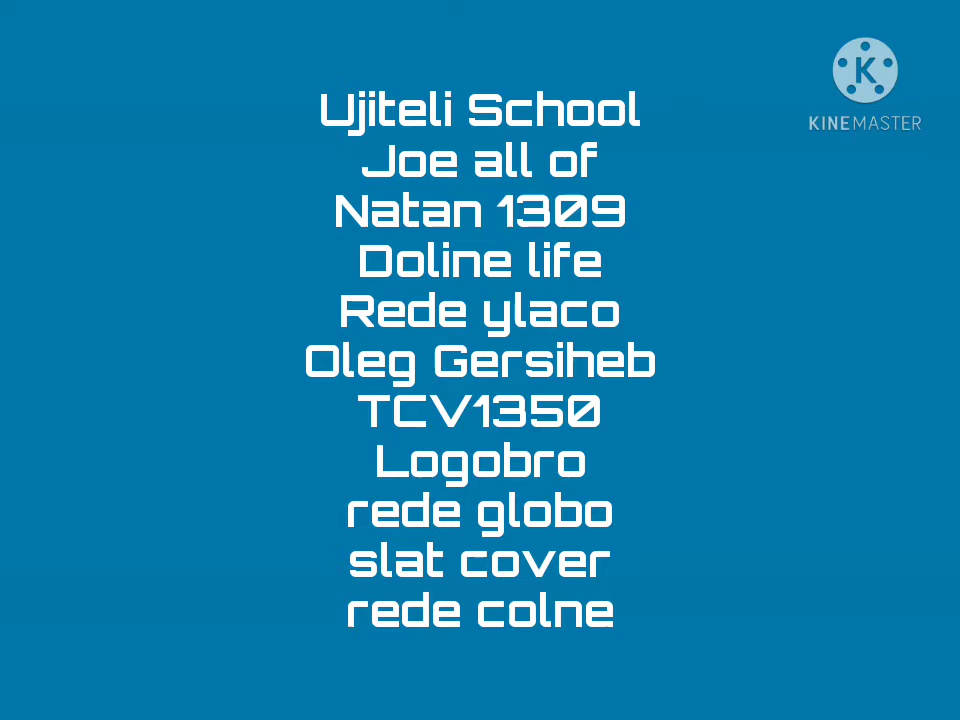 Ujiteli School
Joe all of
Natan 1309
Doline life
Rede ylaco
Oleg Gersiheb
TCV1350
Logobro
rede globo
slat cover
rede colne
K
KINEMASTER